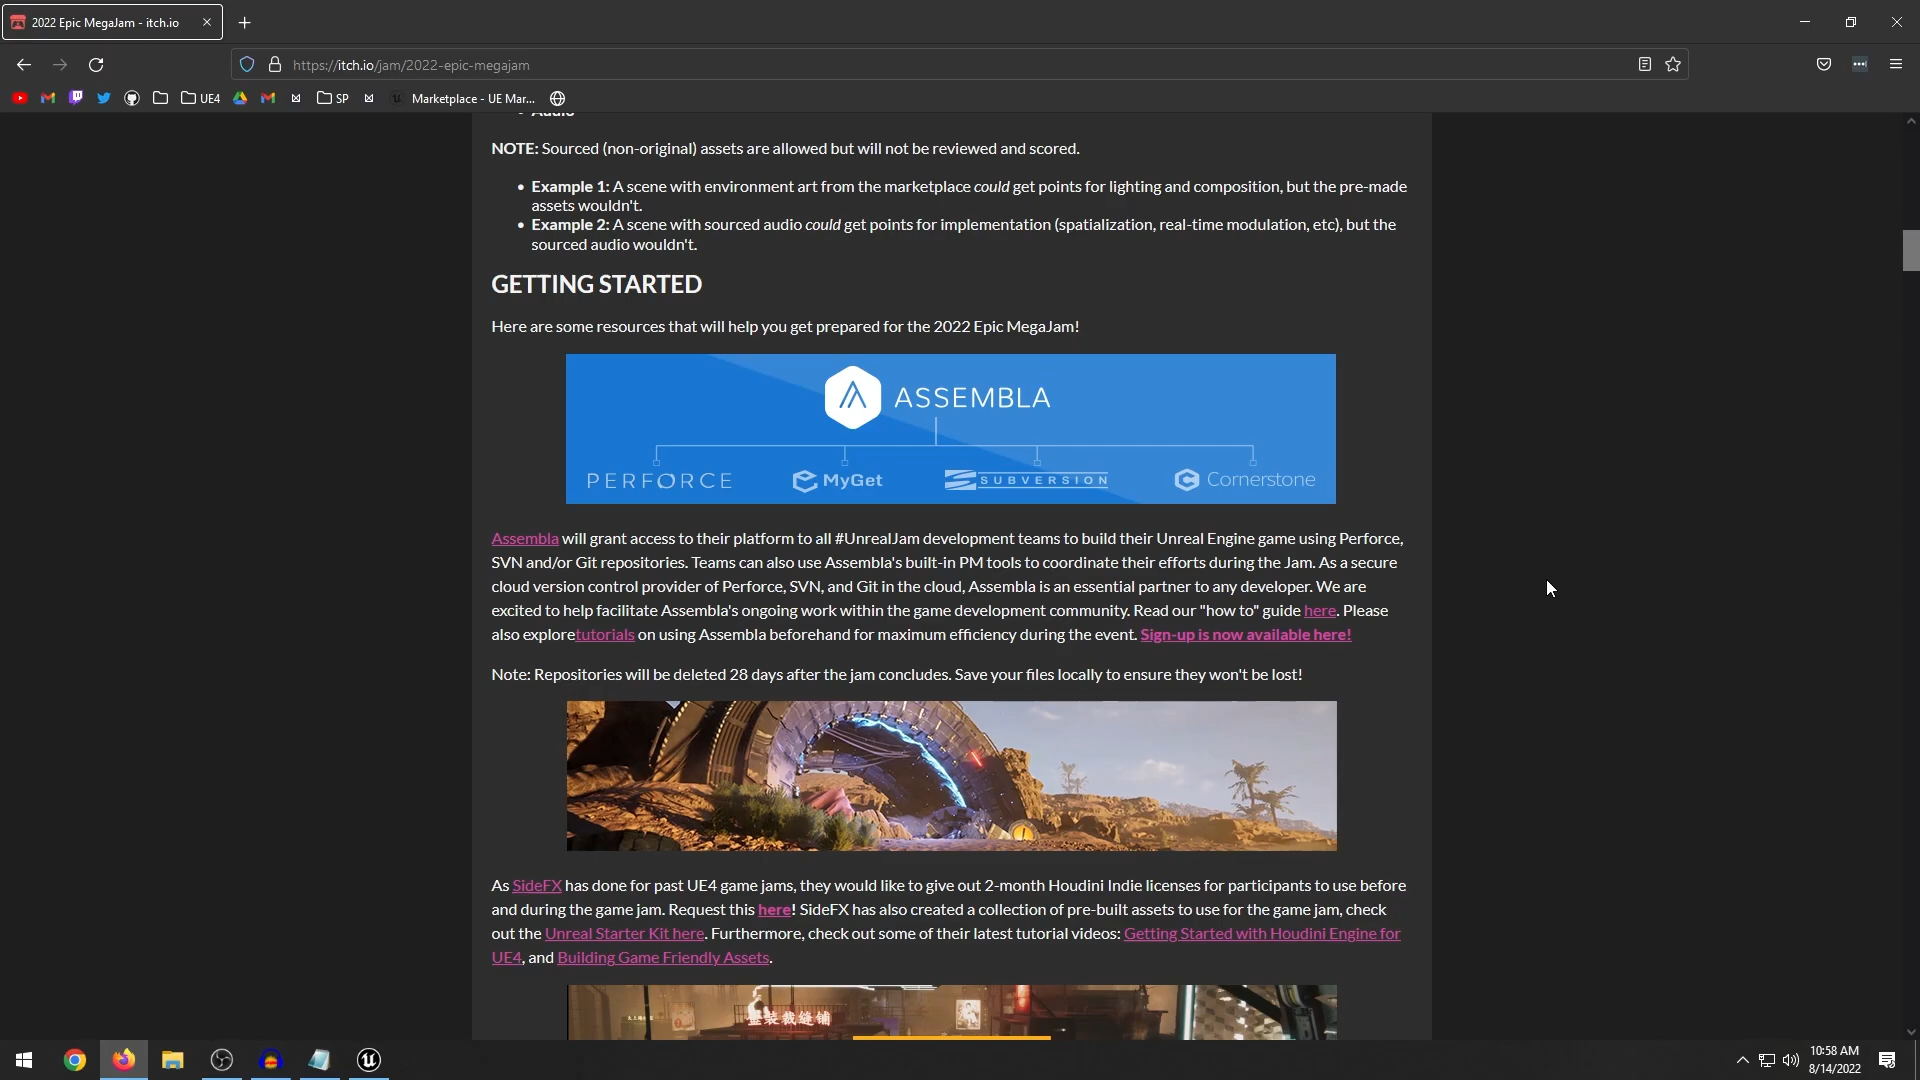 2022 Epic MegaJam - itch.io
https://itch.io/jam/2022-epic-megajam
UE4
SP
Marketplace - UE Mar...
Audio
NOTE: Sourced (non-original) assets are allowed but will not be reviewed and scored.
Example 1: A scene with environment art from the marketplace could get points for lighting and composition, but the pre-made
assets wouldn't.
Example 2: A scene with sourced audio could get points for implementation (spatialization, real-time modulation, etc), but the
sourced audio wouldn't.
GETTING STARTED
Here are some resources that will help you get prepared for the 2022 Epic MegaJam!
ASSEMBLA
PERFORCE MyGet SUBVERSION Cornerstone
Assembla will grant access to their platform to all #UnrealJam development teams to build their Unreal Engine game using Perforce,
SVN and/or Git repositories. Teams can also use Assembla's built-in PM tools to coordinate their efforts during the Jam. As a secure
cloud version control provider of Perforce, SVN, and Git in the cloud, Assembla is an essential partner to any developer. We are
excited to help facilitate Assembla's ongoing work within the game development community. Read our "how to" guide here. Please
also exploretutorials on using Assembla beforehand for maximum efficiency during the event. Sign-up is now available here!
Note: Repositories will be deleted 28 days after the jam concludes. Save your files locally to ensure they won't be lost!
As SideFX has done for past UE4 game jams, they would like to give out 2-month Houdini Indie licenses for participants to use before
and during the game jam. Request this here! SideFX has also created a collection of pre-built assets to use for the game jam, check
out the Unreal Starter Kit here. Furthermore, check out some of their latest tutorial videos: Getting Started with Houdini Engine for
UE4, and Building Game Friendly Assets.
10:58 AM
8/14/2022